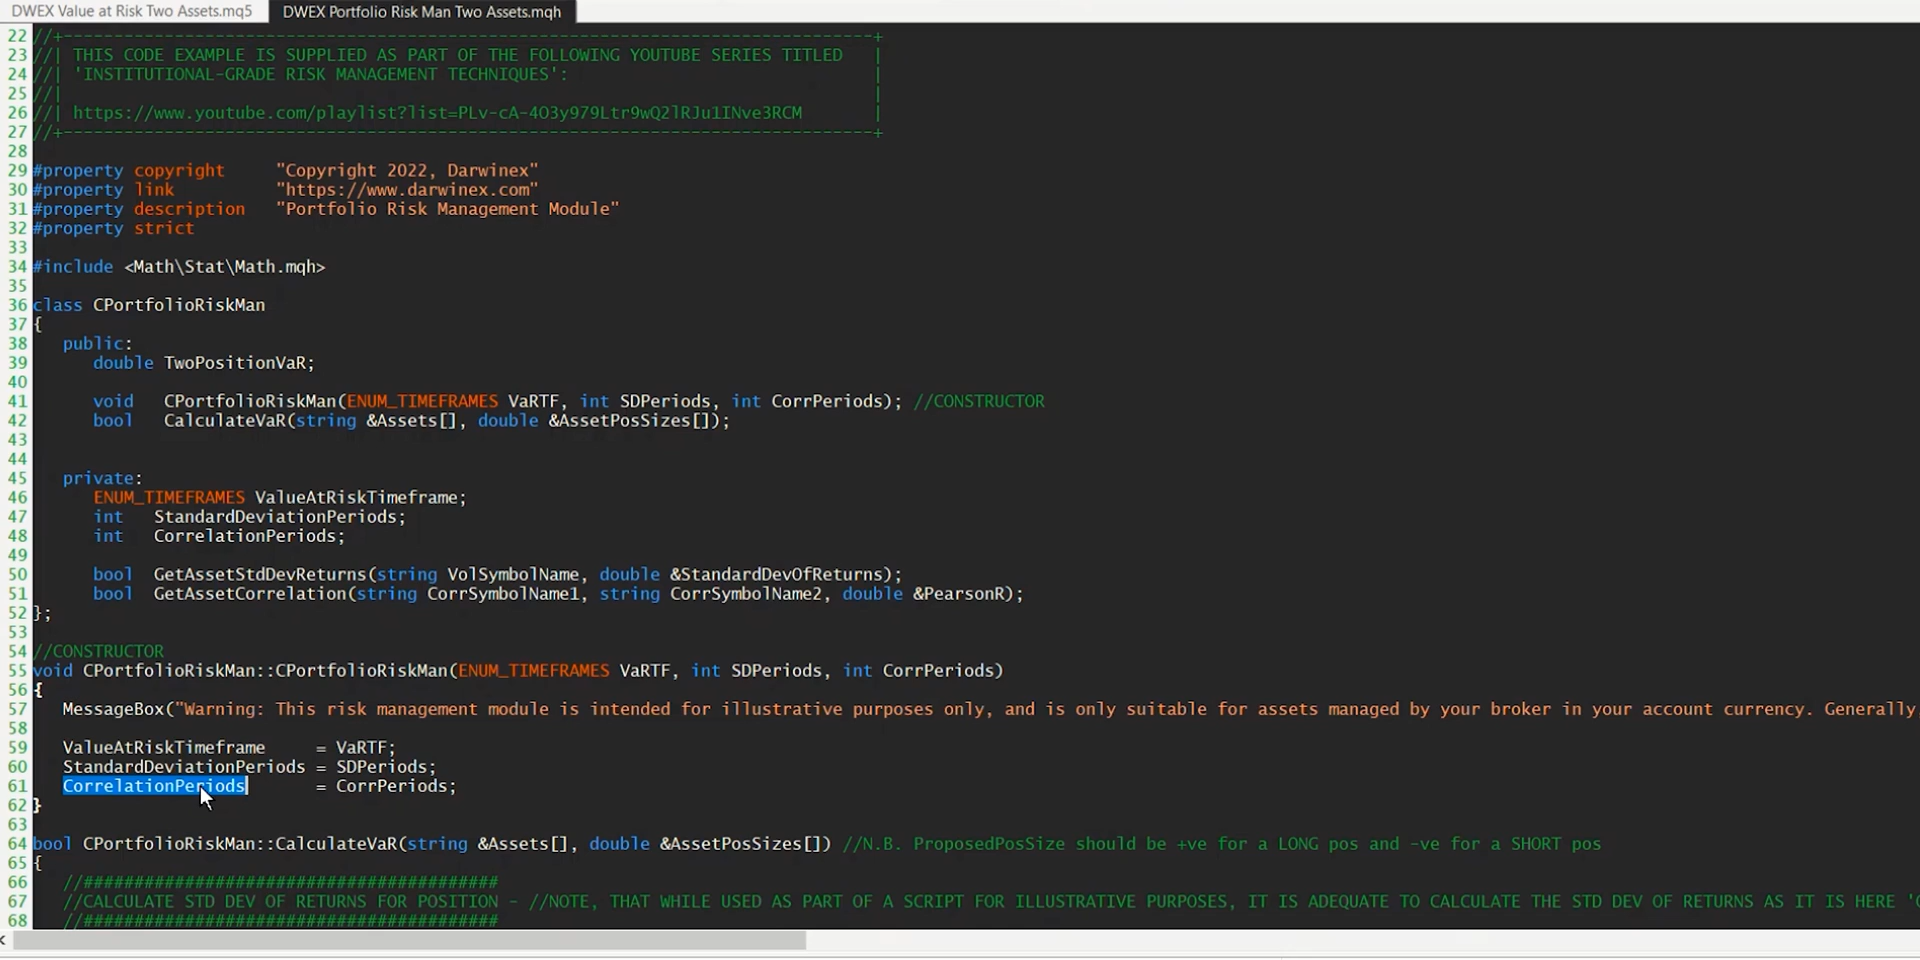 DWEX Value at Risk Two Assets.mq5 DWEX Portfolio Risk Man Two Assets.mqh
22 //+--------------------------------------------------------------------------------+
23 //| THIS CODE EXAMPLE IS SUPPLIED AS PART OF THE FOLLOWING YOUTUBE SERIES TITLED |
24 //| 'INSTITUTIONAL-GRADE RISK MANAGEMENT TECHNIQUES': |
25 //| |
26 //| https://www.youtube.com/playlist?list=PLv-cA-4O3y979Ltr9wQ2lRJu1INve3RCM |
27 //+--------------------------------------------------------------------------------+
28
29 #property copyright "Copyright 2022, Darwinex"
30 #property link "https://www.darwinex.com"
31 #property description "Portfolio Risk Management Module"
32 #property strict
33
34 #include <Math\Stat\Math.mqh>
35
36 class CPortfolioRiskMan
37 {
38 public:
39 double TwoPositionVaR;
40
41 void CPortfolioRiskMan(ENUM_TIMEFRAMES VaRTF, int SDPeriods, int CorrPeriods); //CONSTRUCTOR
42 bool CalculateVaR(string &Assets[], double &AssetPosSizes[]);
43
44
45 private:
46 ENUM_TIMEFRAMES ValueAtRiskTimeframe;
47 int StandardDeviationPeriods;
48 int CorrelationPeriods;
49
50 bool GetAssetStdDevReturns(string VolSymbolName, double &StandardDevOfReturns);
51 bool GetAssetCorrelation(string CorrSymbolName1, string CorrSymbolName2, double &PearsonR);
52 };
53
54 //CONSTRUCTOR
55 void CPortfolioRiskMan::CPortfolioRiskMan(ENUM_TIMEFRAMES VaRTF, int SDPeriods, int CorrPeriods)
56 {
57 MessageBox("Warning: This risk management module is intended for illustrative purposes only, and is only suitable for assets managed by your broker in your account currency. Generally
58
59 ValueAtRiskTimeframe = VaRTF;
60 StandardDeviationPeriods = SDPeriods;
61 CorrelationPeriods = CorrPeriods;
62 }
63
64 bool CPortfolioRiskMan::CalculateVaR(string &Assets[], double &AssetPosSizes[]) //N.B. ProposedPosSize should be +ve for a LONG pos and -ve for a SHORT pos
65 {
66 //#########################################
67 //CALCULATE STD DEV OF RETURNS FOR POSITION - //NOTE, THAT WHILE USED AS PART OF A SCRIPT FOR ILLUSTRATIVE PURPOSES, IT IS ADEQUATE TO CALCULATE THE STD DEV OF RETURNS AS IT IS HERE '
68 //#########################################